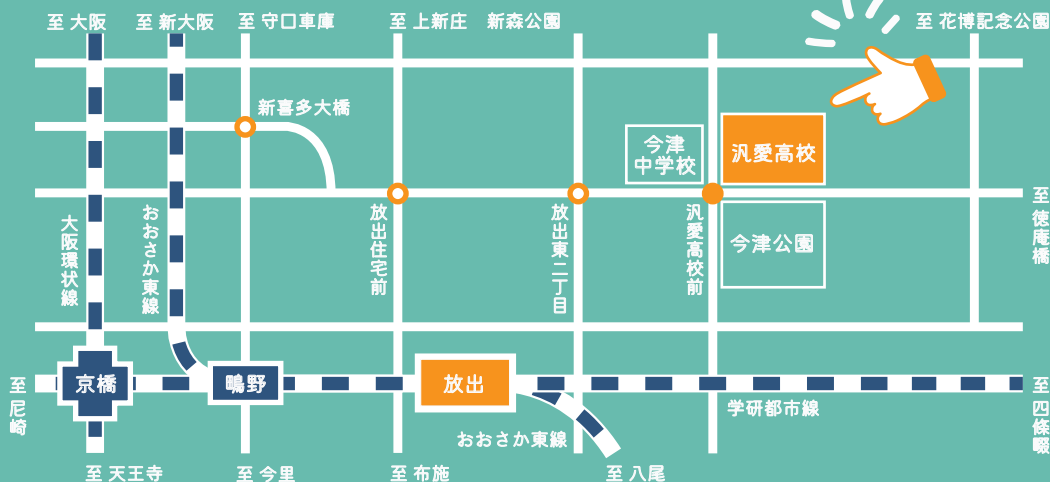 至 大阪
至 新大阪
至 守口車庫
至 上新庄
新森公園
至 花博記念公園
新喜多大橋
今津
中学校
汎愛高校
至 徳庵橋
大阪環状線
おおさか東線
放出住宅前
放出東二丁目
汎愛高校前
今津公園
至 尼崎
京橋
鴫野
放出
学研都市線
至 四條畷
おおさか東線
至 天王寺
至 今里
至 布施
至 八尾